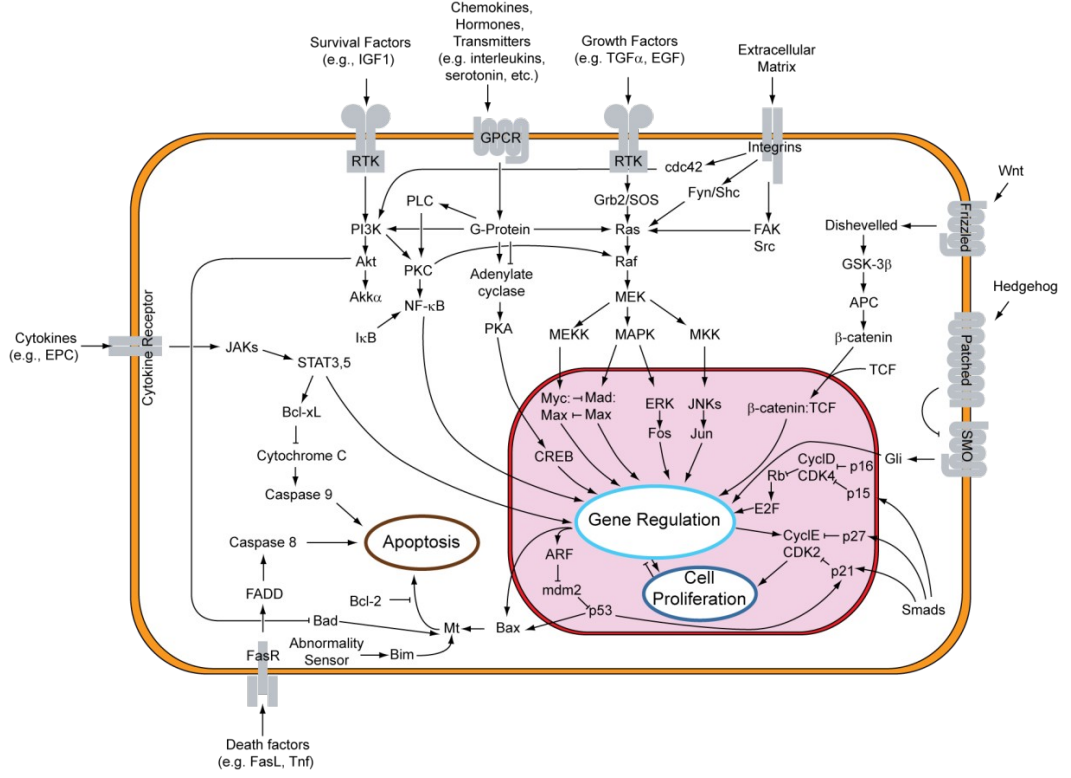 Chemokines,
Hormones,
Transmitters
(e.g. interleukins,
serotonin, etc.)
Survival Factors
(e.g., IGF1)
Growth Factors
(e.g. TGFα, EGF)
Extracellular
Matrix
RTK
GPCR
RTK
Integrins
cdc42
Fyn/Shc
Grb2/SOS
PLC
PI3K
G-Protein
Ras
FAK
Src
Akt
PKC
Adenylate
cyclase
Raf
Akkα
NF-κB
MEK
IκB
PKA
MEKK
MAPK
MKK
Wnt
Frizzled
Dishevelled
GSK-3β
APC
β-catenin
TCF
Hedgehog
Patched
SMO
Cytokines
(e.g., EPC)
Cytokine Receptor
JAKs
STAT3,5
Bcl-xL
Cytochrome C
Caspase 9
Caspase 8
Apoptosis
FADD
Bcl-2
Bad
Mt
Bax
Abnormality
Sensor
Bim
FasR
Death factors
(e.g. FasL, Tnf)
Myc:
Max
Mad:
Max
ERK
Fos
JNKs
Jun
β-catenin:TCF
CREB
Gli
CyclD
CDK4
p16
p15
Rb
E2F
Gene Regulation
CyclE
CDK2
p27
p21
ARF
mdm2
p53
Cell
Proliferation
Smads